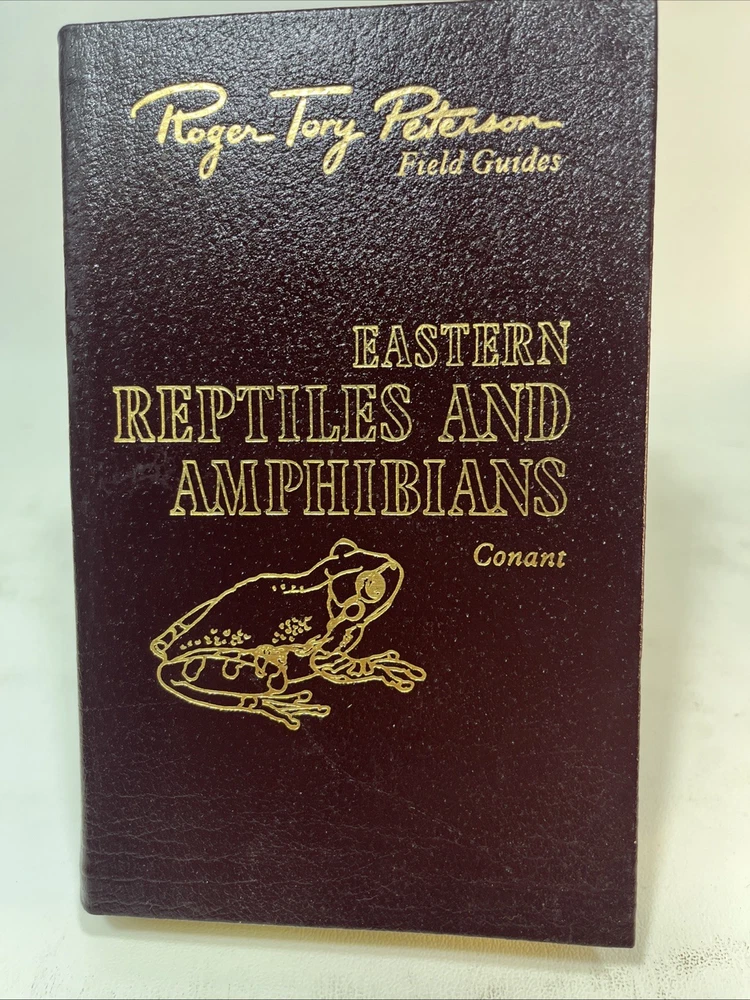 Roger Tory Peterson
Field Guides
EASTERN
REPTILES AND
AMPHIBIANS
Conant